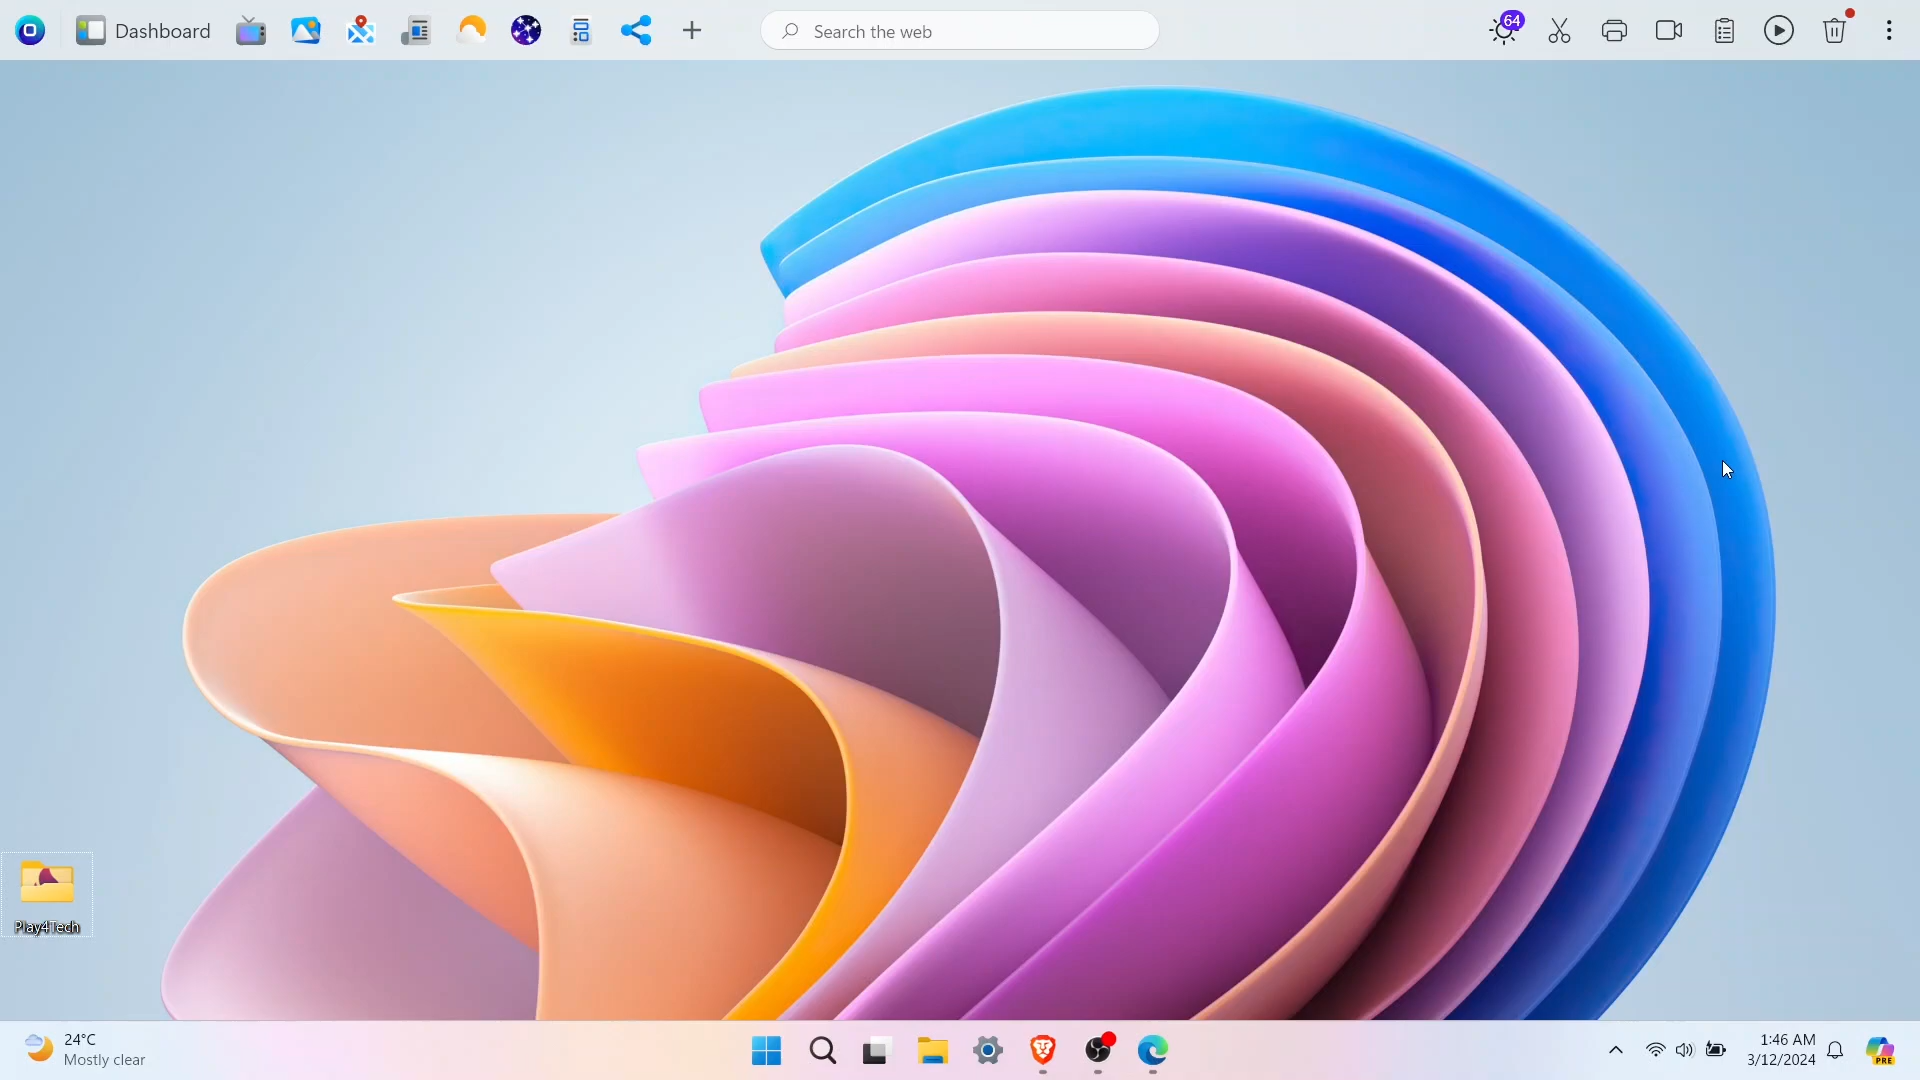 Dashboard
Search the web
64
Play4Tech
24°C
Mostly clear
1:46 AM
3/12/2024
PRE